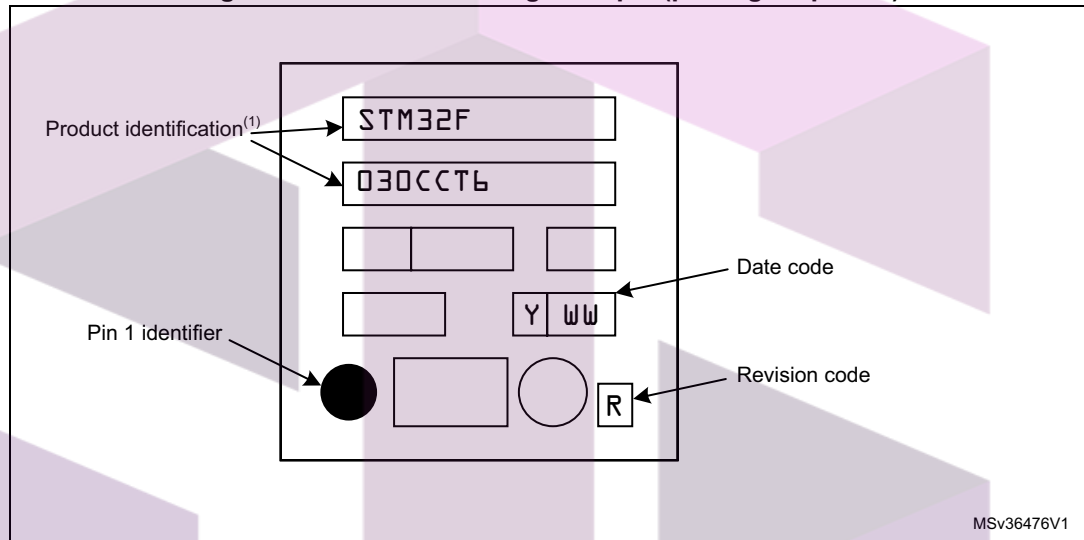 STM32F
Product identification(1)
030CCT6
Date code
Y WW
Pin 1 identifier
Revision code
R
MSv36476V1